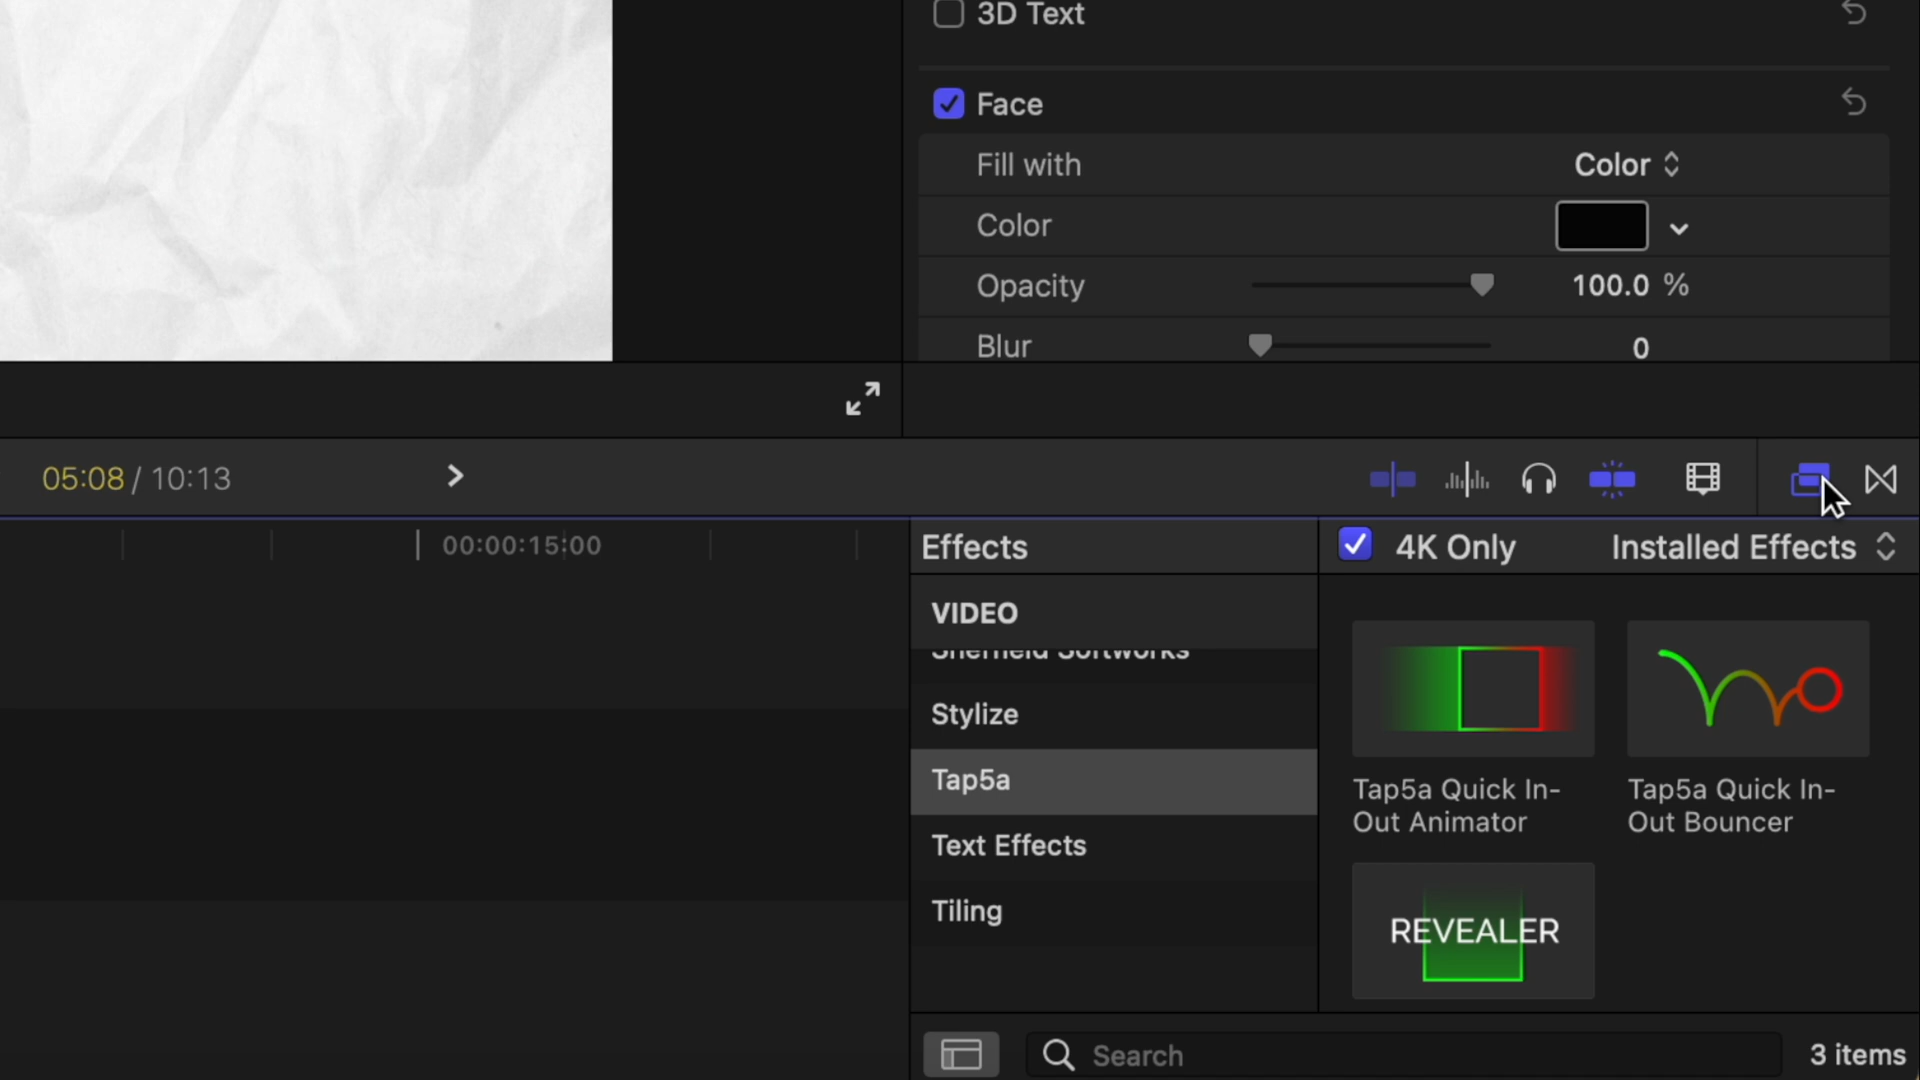 3D Text
Face
Fill with
Color
Color
Opacity
100.0 %
Blur
0
05:08 / 10:13
00:00:15:00
Effects
4K Only
Installed Effects
VIDEO
Sheffield Softworks
Stylize
Tap5a
Text Effects
Tiling
Tap5a Quick In-
Out Animator
Tap5a Quick In-
Out Bouncer
REVEALER
Search
3 items